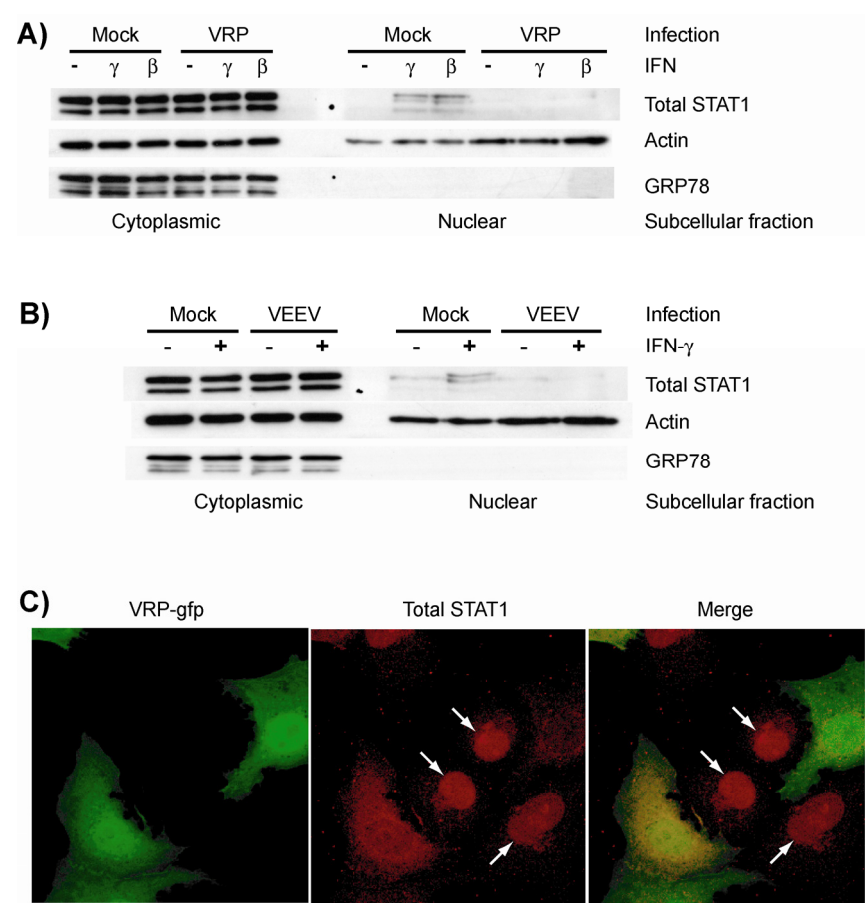 A)
Mock VRP Mock VRP Infection
- γ β - γ β - γ β - γ β IFN
Total STAT1
Actin
GRP78
Cytoplasmic Nuclear Subcellular fraction
B)
Mock VEEV Mock VEEV Infection
- + - + - + - + IFN-γ
Total STAT1
Actin
GRP78
Cytoplasmic Nuclear Subcellular fraction
C)
VRP-gfp Total STAT1 Merge